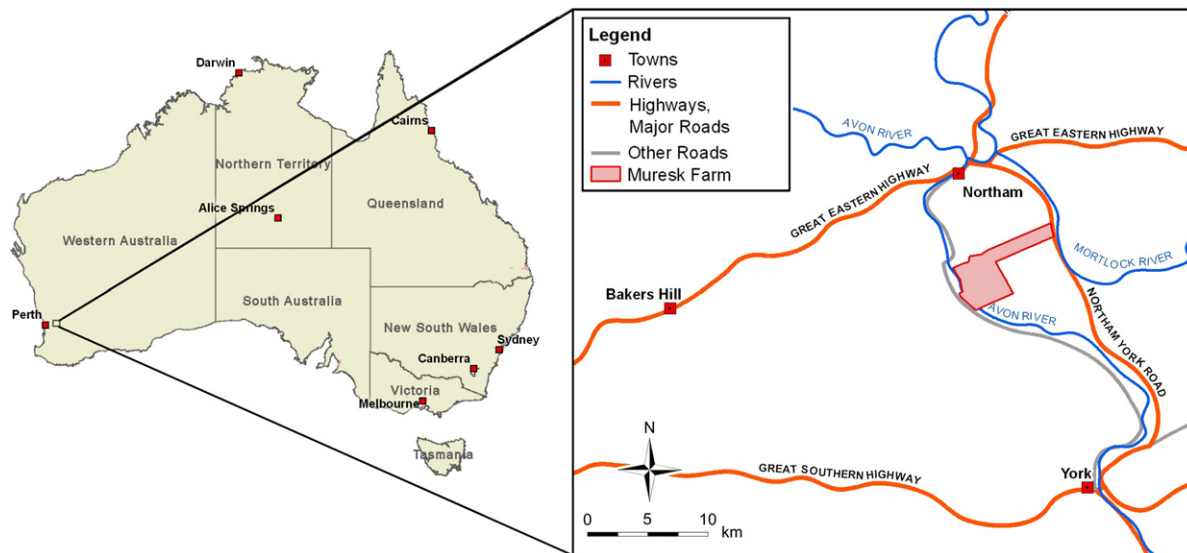 Darwin
Cairns
Northern Territory
Alice Springs
Queensland
Western Australia
South Australia
Perth
New South Wales
Sydney
Canberra
Victoria
Melbourne
Tasmania
Legend
Towns
Rivers
Highways,
Major Roads
Other Roads
Muresk Farm
AVON RIVER
GREAT EASTERN HIGHWAY
GREAT EASTERN HIGHWAY
Northam
MORTLOCK RIVER
Bakers Hill
AVON RIVER
NORTHAM YORK ROAD
N
GREAT SOUTHERN HIGHWAY
York
0 5 10
km